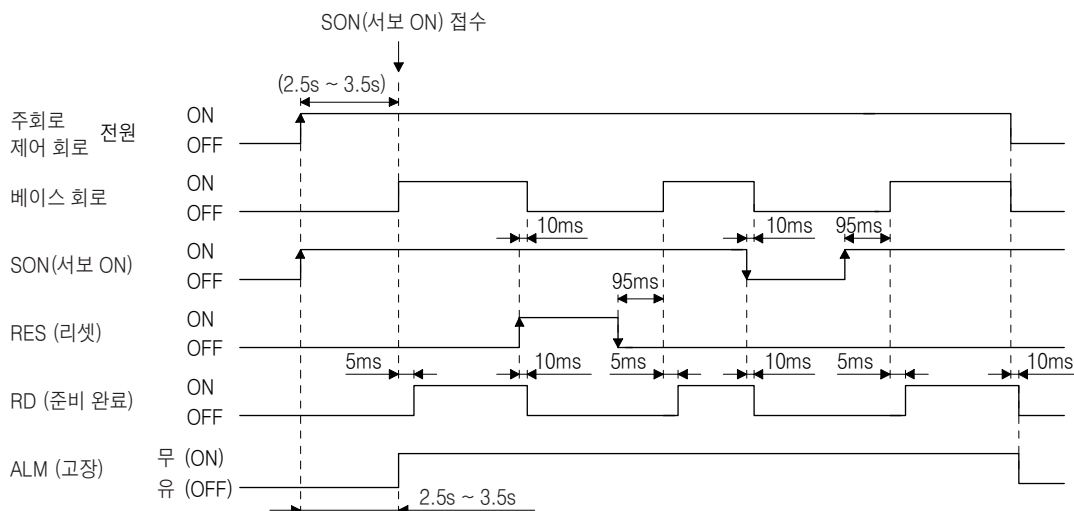 SON(서보 ON) 접수
(2.5s ~ 3.5s)
주회로
제어 회로 전원
ON
OFF
베이스 회로
ON
OFF
10ms
10ms
95ms
SON(서보 ON)
ON
OFF
95ms
RES (리셋)
ON
OFF
5ms
10ms
5ms
10ms
5ms
10ms
RD (준비 완료)
ON
OFF
ALM (고장)
무 (ON)
유 (OFF)
2.5s ~ 3.5s